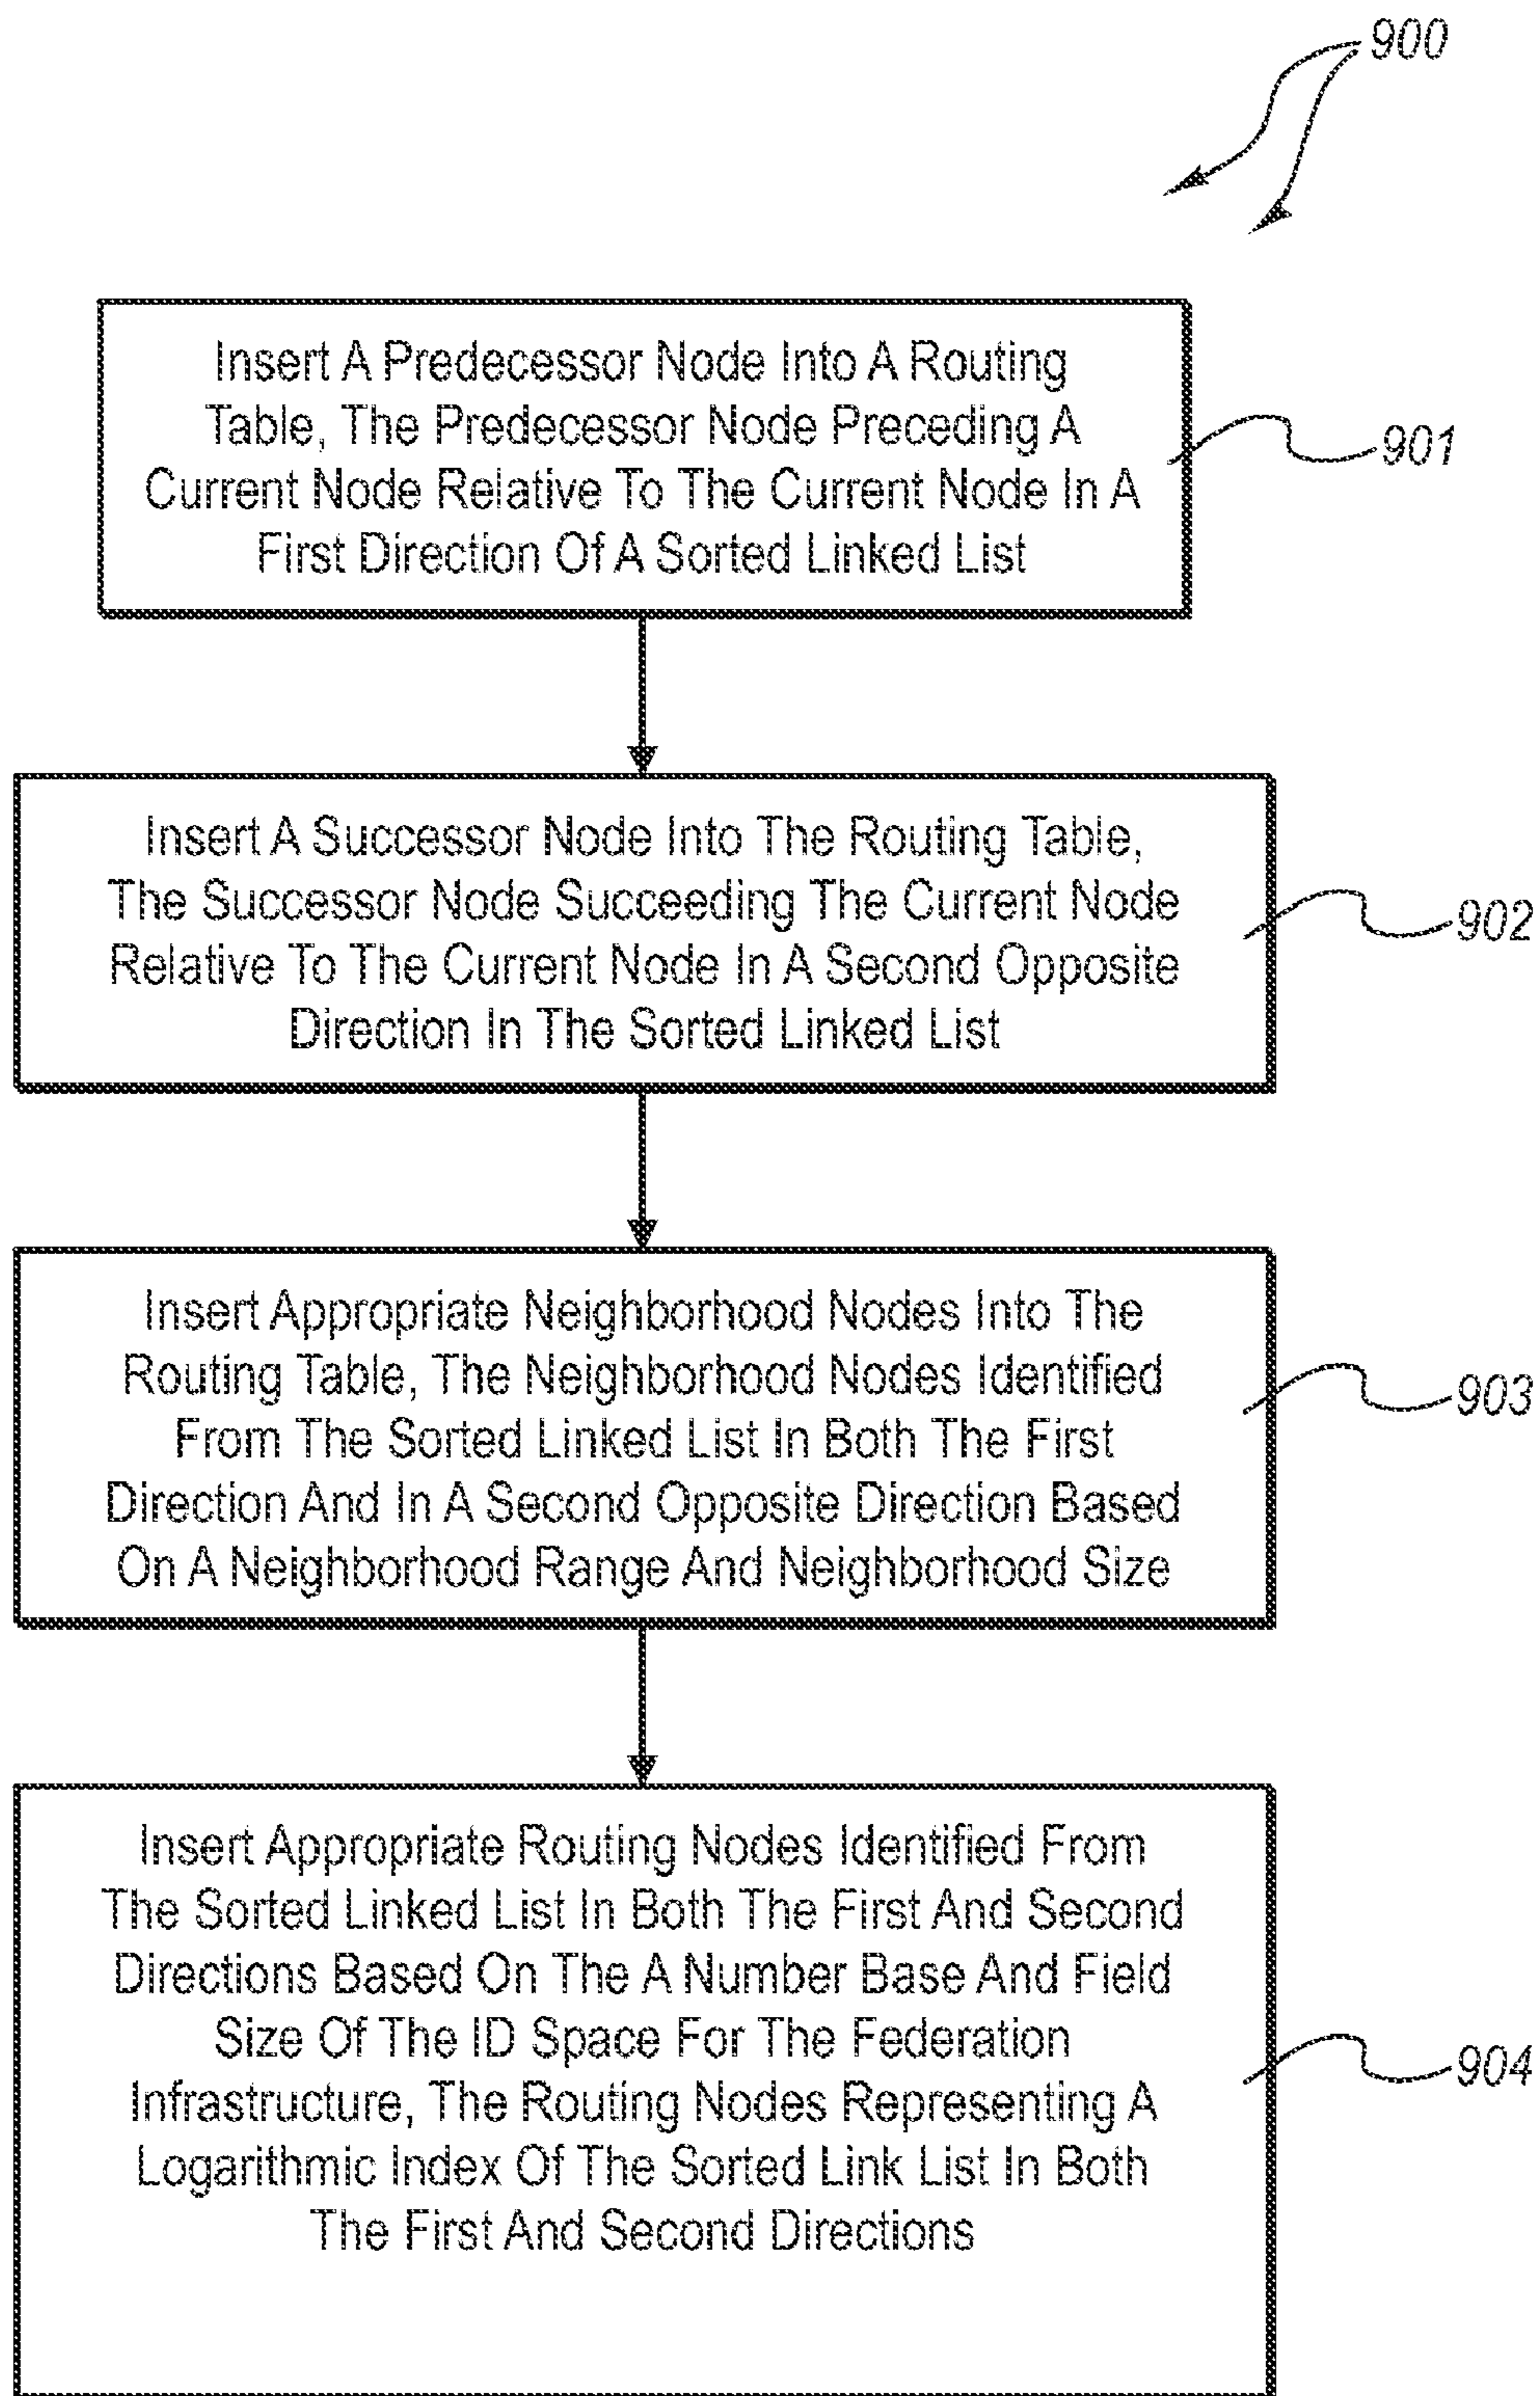 900
Insert A Predecessor Node Into A Routing
Table, The Predecessor Node Preceding A
Current Node Relative To The Current Node In A
First Direction Of A Sorted Linked List
901
Insert A Successor Node Into The Routing Table,
The Successor Node Succeeding The Current Node
Relative To The Current Node In A Second Opposite
Direction In The Sorted Linked List
902
Insert Appropriate Neighborhood Nodes Into The
Routing Table, The Neighborhood Nodes Identified
From The Sorted Linked List In Both The First
Direction And In A Second Opposite Direction Based
On A Neighborhood Range And Neighborhood Size
903
Insert Appropriate Routing Nodes Identified From
The Sorted Linked List In Both The First And Second
Directions Based On The A Number Base And Field
Size Of The ID Space For The Federation
Infrastructure, The Routing Nodes Representing A
Logarithmic Index Of The Sorted Link List In Both
The First And Second Directions
904